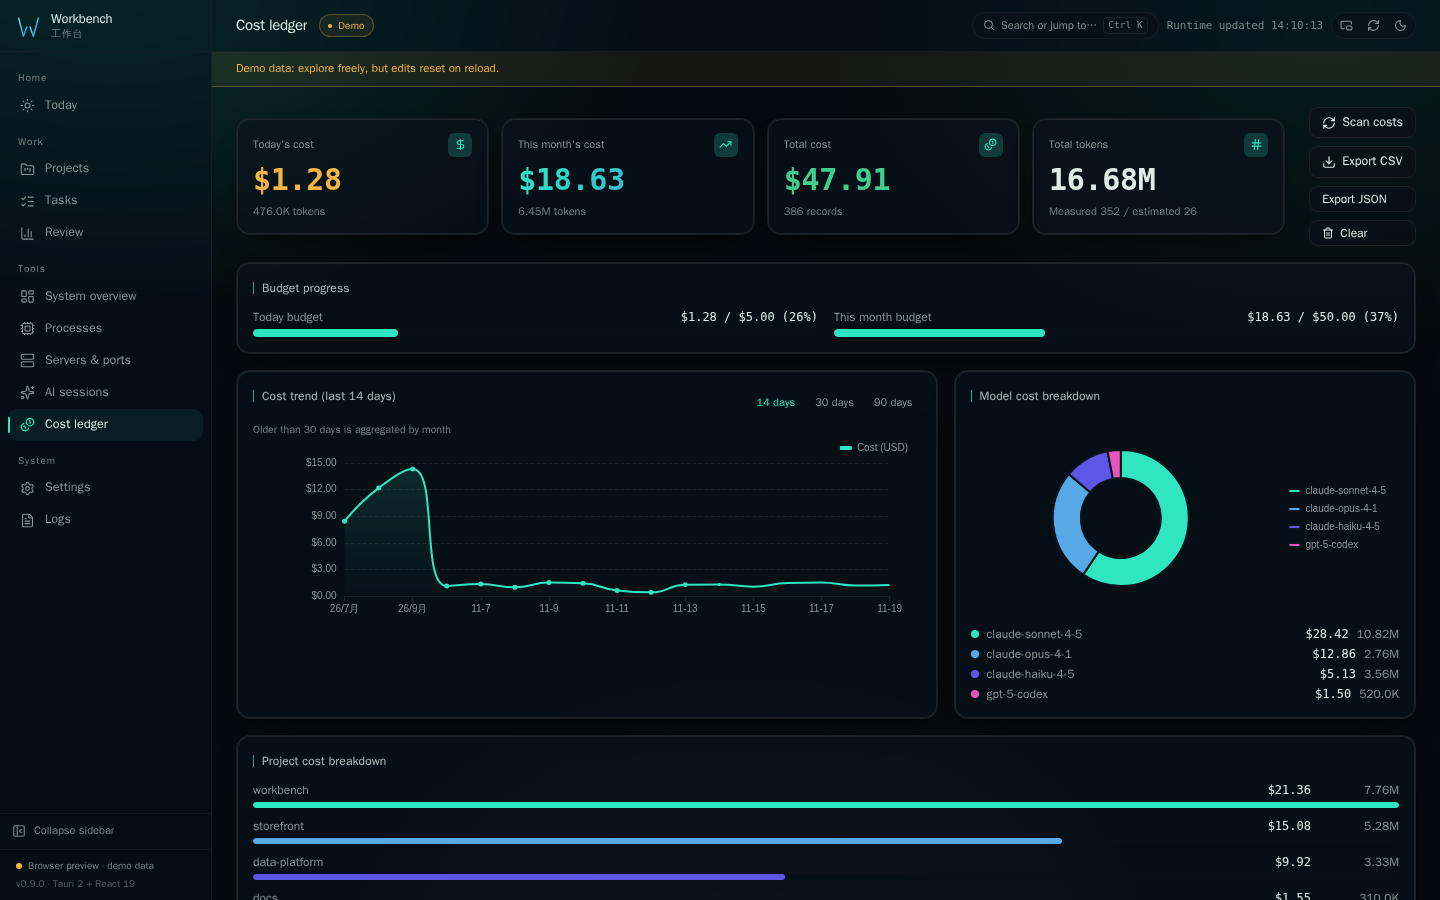 Workbench
工作台
Home
Today
Work
Projects
Tasks
Review
Tools
System overview
Processes
Servers & ports
AI sessions
Cost ledger
System
Settings
Logs
Collapse sidebar
Browser preview · demo data
v0.9.0 · Tauri 2 + React 19
Cost ledger
Demo
Search or jump to··· Ctrl K
Runtime updated 14:10:13
Demo data: explore freely, but edits reset on reload.
Today's cost
$1.28
476.0K tokens
This month's cost
$18.63
6.45M tokens
Total cost
$47.91
386 records
Total tokens
16.68M
Measured 352 / estimated 26
Scan costs
Export CSV
Export JSON
Clear
Budget progress
Today budget $1.28 / $5.00 (26%)
This month budget $18.63 / $50.00 (37%)
Cost trend (last 14 days)
14 days 30 days 90 days
Older than 30 days is aggregated by month
Cost (USD)
$15.00
$12.00
$9.00
$6.00
$3.00
$0.00
26/7月 26/9月 11-7 11-9 11-11 11-13 11-15 11-17 11-19
Model cost breakdown
claude-sonnet-4-5
claude-opus-4-1
claude-haiku-4-5
gpt-5-codex
claude-sonnet-4-5 $28.42 10.82M
claude-opus-4-1 $12.86 2.76M
claude-haiku-4-5 $5.13 3.56M
gpt-5-codex $1.50 520.0K
Project cost breakdown
workbench $21.36 7.76M
storefront $15.08 5.28M
data-platform $9.92 3.33M
docs $1.55 310.0K